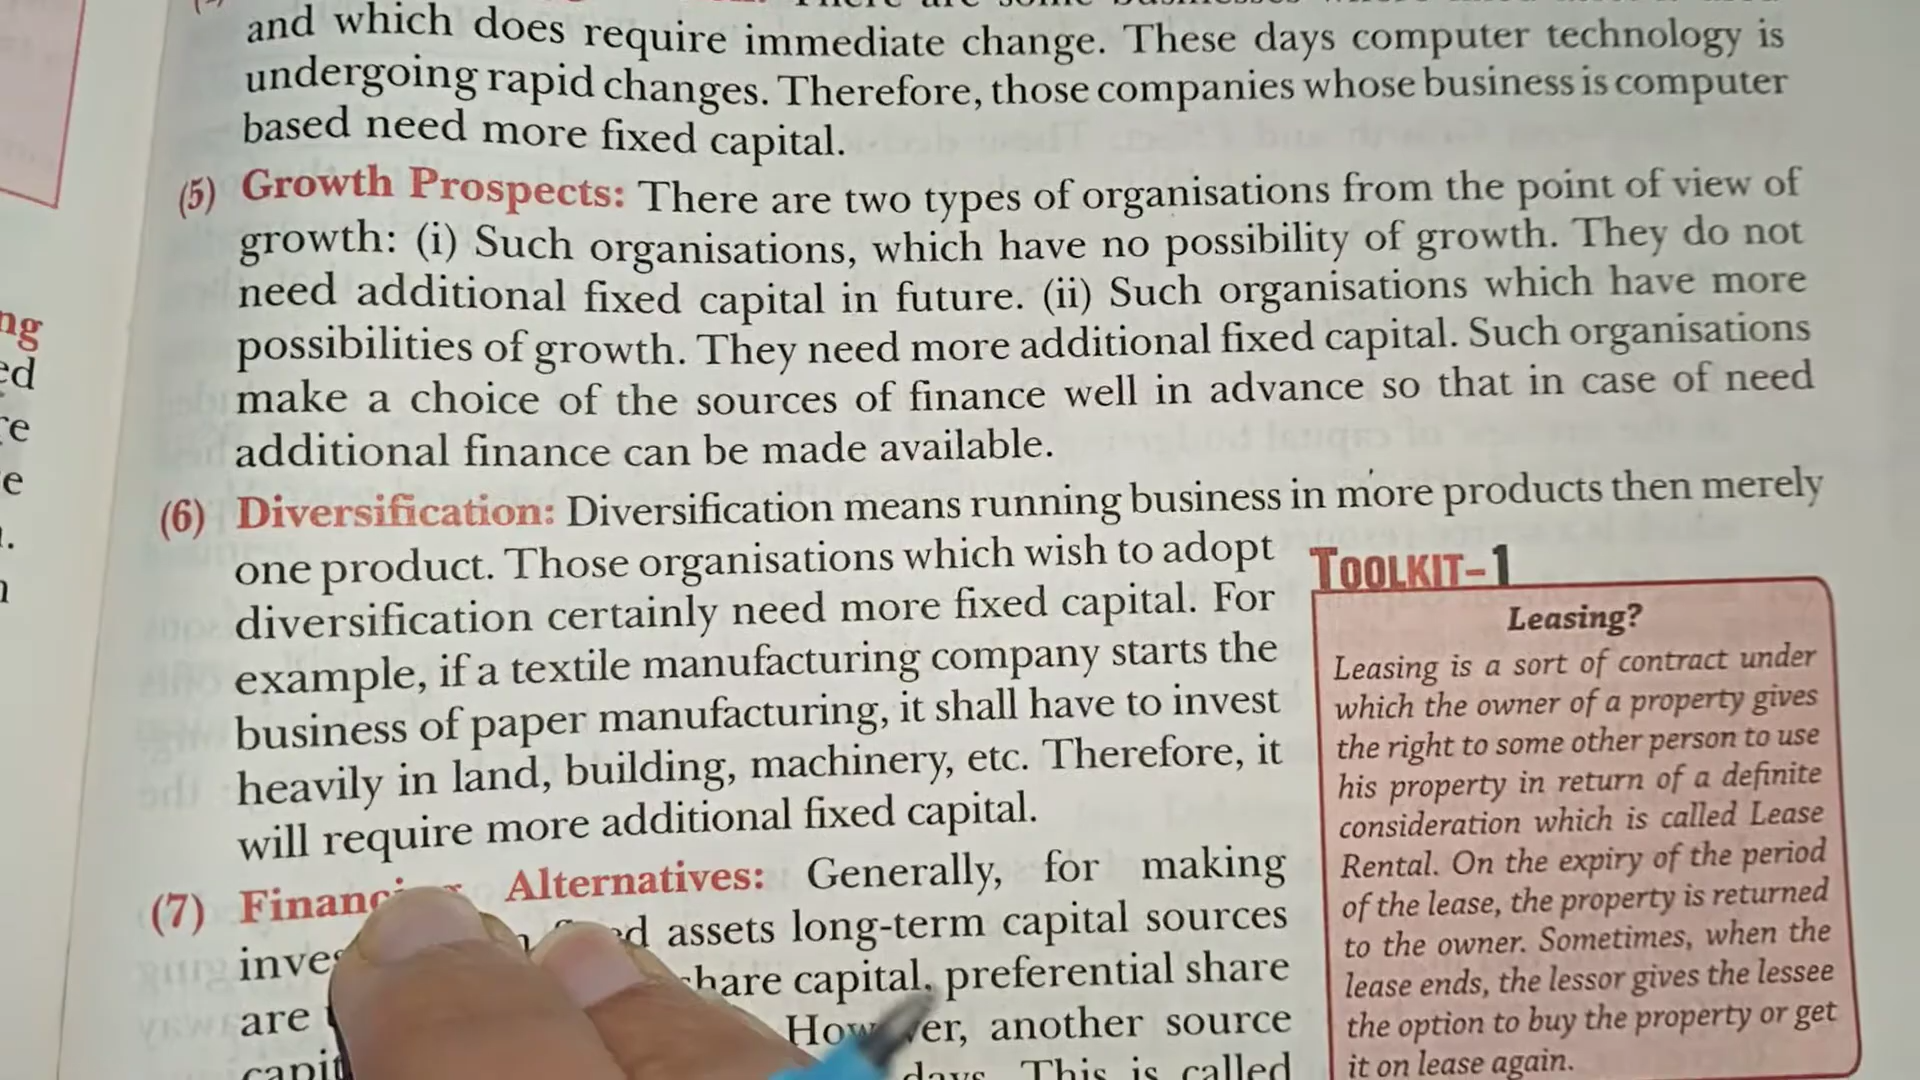 and which does require immediate change. These days computer technology is
undergoing rapid changes. Therefore, those companies whose business is computer
based need more fixed capital.
(5) Growth Prospects: There are two types of organisations from the point of view of
growth: (i) Such organisations, which have no possibility of growth. They do not
need additional fixed capital in future. (ii) Such organisations which have more
possibilities of growth. They need more additional fixed capital. Such organisations
make a choice of the sources of finance well in advance so that in case of need
additional finance can be made available.
(6) Diversification: Diversification means running business in more products then merely
one product. Those organisations which wish to adopt
diversification certainly need more fixed capital. For
example, if a textile manufacturing company starts the
business of paper manufacturing, it shall have to invest
heavily in land, building, machinery, etc. Therefore, it
will require more additional fixed capital.
(7) Alternatives: Generally, for making
assets long-term capital sources
are share capital, preferential share
However, another source
days. This is called
TOOLKIT-1
Leasing?
Leasing is a sort of contract under
which the owner of a property gives
the right to some other person to use
his property in return of a definite
consideration which is called Lease
Rental. On the expiry of the period
of the lease, the property is returned
to the owner. Sometimes, when the
lease ends, the lessor gives the lessee
the option to buy the property or get
it on lease again.